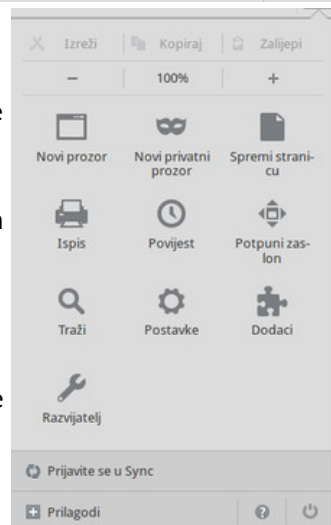 Izreži Kopiraj Zalijepi
− 100% +
Novi prozor Novi privatni prozor Spremi strani-cu
Ispis Povijest Potpuni zas-lon
Traži Postavke Dodaci
Razvijatelj
Prijavite se u Sync
Prilagodi